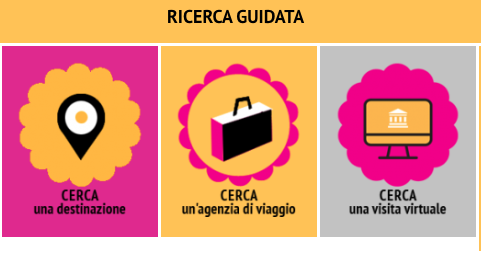 RICERCA GUIDATA
CERCA
una destinazione
CERCA
un'agenzia di viaggio
CERCA
una visita virtuale